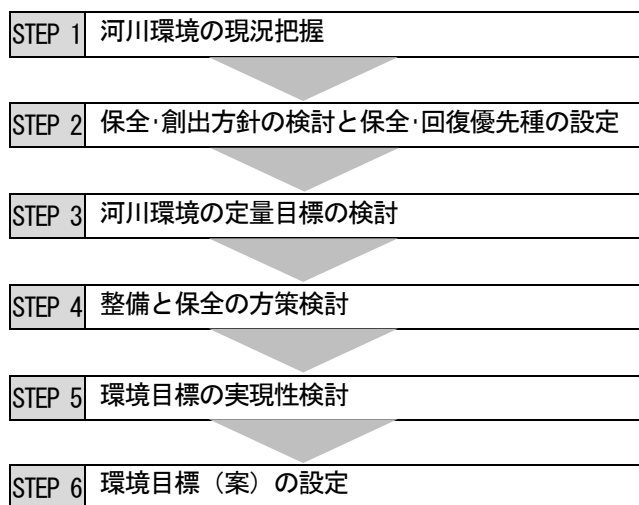 STEP 1 河川環境の現況把握
STEP 2 保全･創出方針の検討と保全･回復優先種の設定
STEP 3 河川環境の定量目標の検討
STEP 4 整備と保全の方策検討
STEP 5 環境目標の実現性検討
STEP 6 環境目標（案）の設定